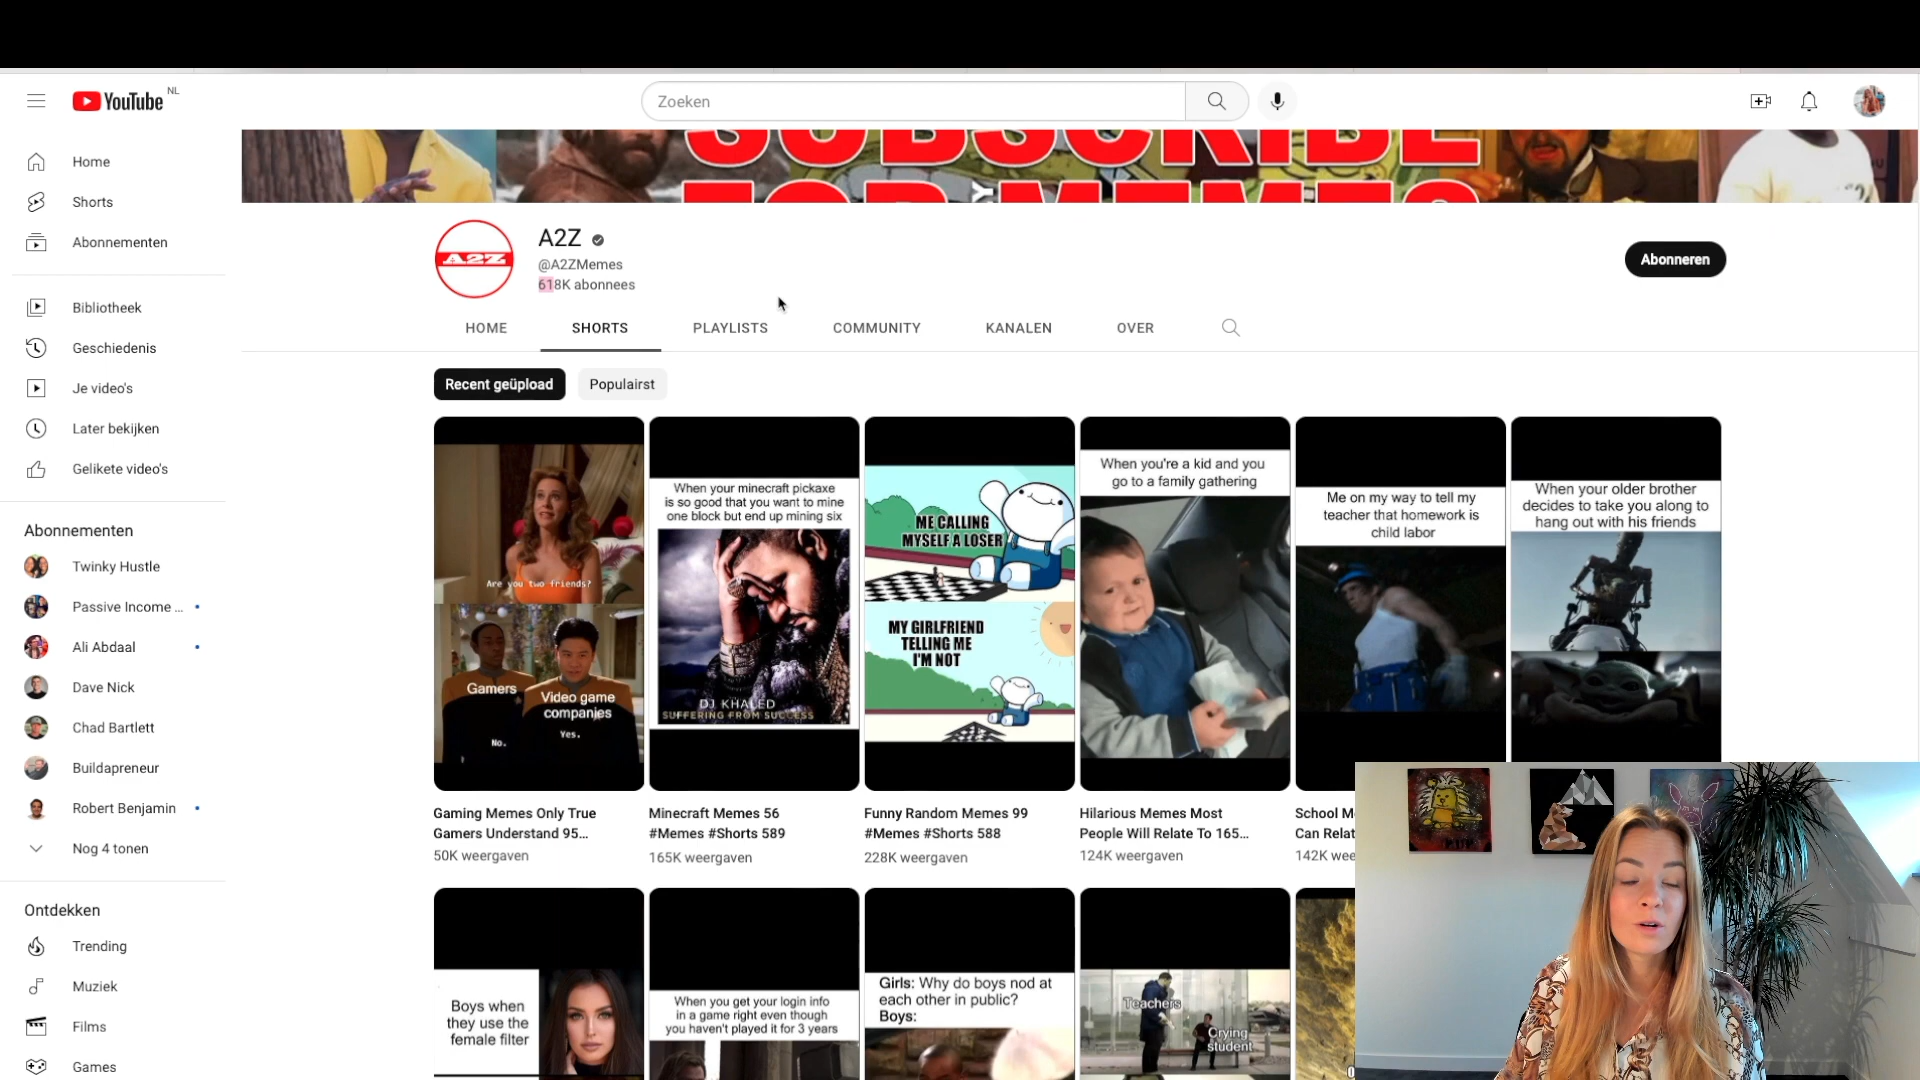 YouTube NL
Zoeken
Home
Shorts
Abonnementen
Bibliotheek
Geschiedenis
Je video's
Later bekijken
Gelikete video's
Abonnementen
Twinky Hustle
Passive Income ...
Ali Abdaal
Dave Nick
Chad Bartlett
Buildapreneur
Robert Benjamin
Nog 4 tonen
Ontdekken
Trending
Muziek
Films
Games
SUBSCRIBE
FOR MEMES
A2Z
A2Z
@A2ZMemes
618K abonnees
Abonneren
HOME
SHORTS
PLAYLISTS
COMMUNITY
KANALEN
OVER
Recent geüpload
Populairst
Are you two friends?
Gamers
Video game
companies
No.
Yes.
Gaming Memes Only True
Gamers Understand 95...
50K weergaven
When your minecraft pickaxe
is so good that you want to mine
one block but end up mining six
DJ KHALED
SUFFERING FROM SUCCESS
Minecraft Memes 56
#Memes #Shorts 589
165K weergaven
ME CALLING
MYSELF A LOSER
MY GIRLFRIEND
TELLING ME
I'M NOT
Funny Random Memes 99
#Memes #Shorts 588
228K weergaven
When you're a kid and you
go to a family gathering
Hilarious Memes Most
People Will Relate To 165...
124K weergaven
Me on my way to tell my
teacher that homework is
child labor
School M
Can Relat
142K wee
When your older brother
decides to take you along to
hang out with his friends
Boys when
they use the
female filter
When you get your login info
in a game right even though
you haven't played it for 3 years
Girls: Why do boys nod at
each other in public?
Boys:
Teachers
Crying
student